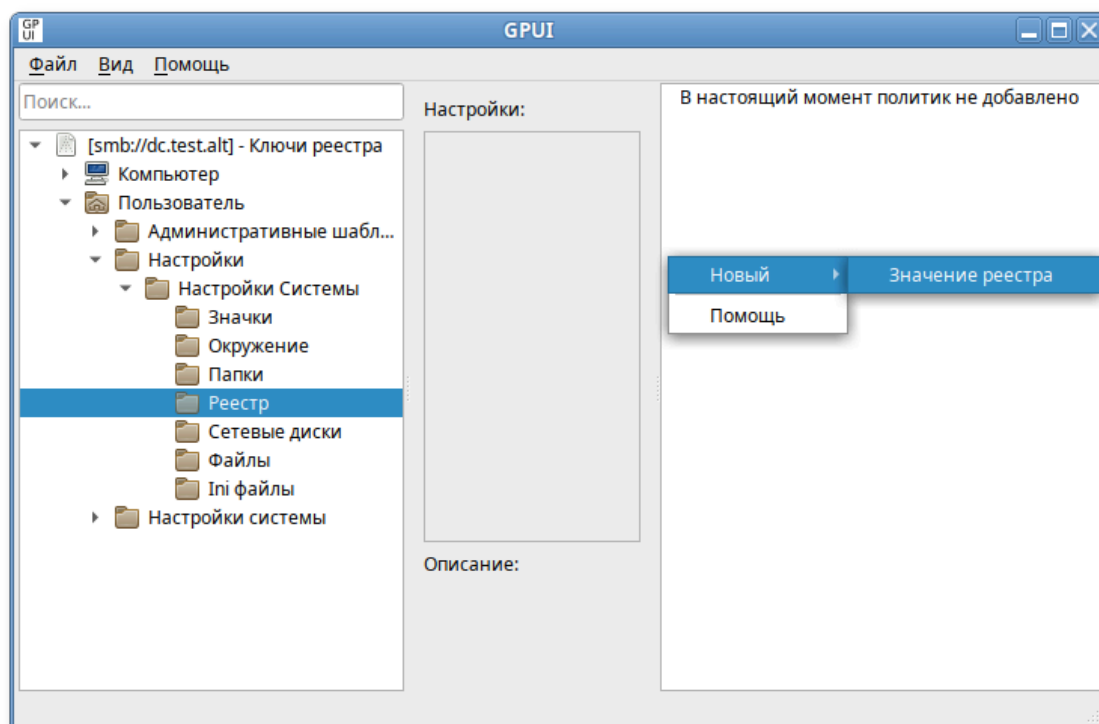 GPUI
GPUI
Файл Вид Помощь
Поиск...
[smb://dc.test.alt] - Ключи реестра
Компьютер
Пользователь
Административные шабл...
Настройки
Настройки Системы
Значки
Окружение
Папки
Реестр
Сетевые диски
Файлы
Ini файлы
Настройки системы
Настройки:
Описание:
В настоящий момент политик не добавлено
Новый
Значение реестра
Помощь